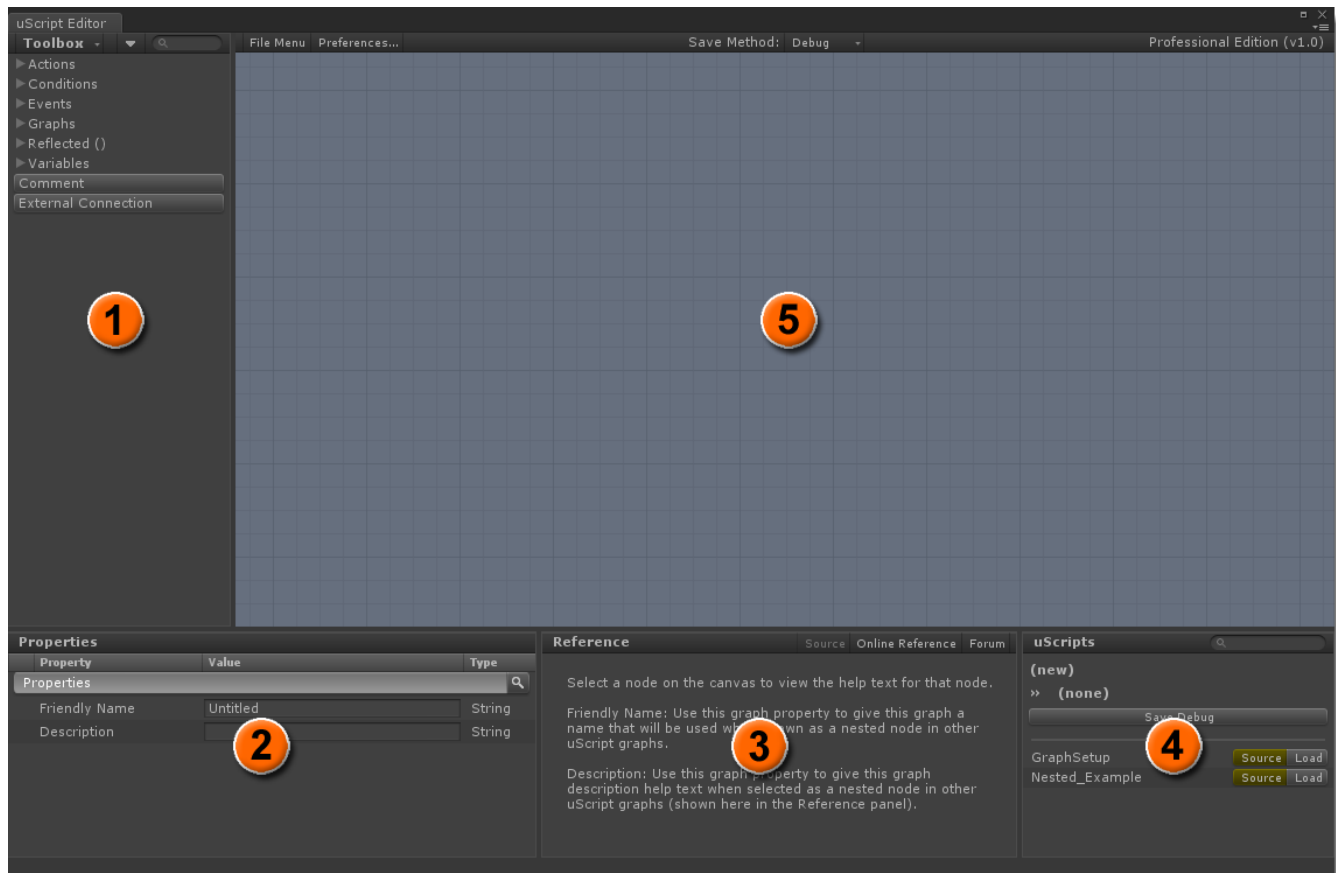 uScript Editor
Toolbox
File Menu Preferences...
Save Method: Debug
Professional Edition (v1.0)
Actions
Conditions
Events
Graphs
Reflected ()
Variables
Comment
External Connection
1
5
Properties
Property Value Type
Properties
Friendly Name Untitled String
Description String
2
Reference Source Online Reference Forum
Select a node on the canvas to view the help text for that node.
Friendly Name: Use this graph property to give this graph a
name that will be used as a nested node in other
uScript graphs.
Description: Use this graph property to give this graph
description help text when selected as a nested node in other
uScript graphs (shown here in the Reference panel).
3
uScripts
(new)
» (none)
Save Debug
4
GraphSetup Source Load
Nested_Example Source Load